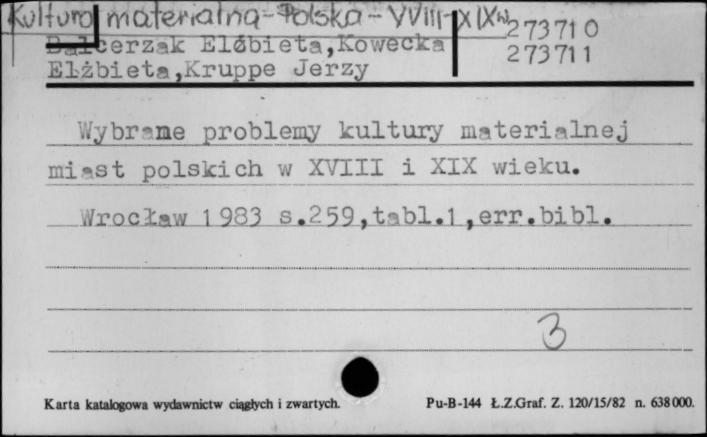 Kultura materialna - Polska - XVIII - XIX w
273710
Balcerzak Elżbieta,Kowecka
273711
Elżbieta,Kruppe Jerzy
Wybrane problemy kultury materialnej
miast polskich w XVIII i XIX wieku.
Wrocław 1983 s.259,tabl.1,err.bibl.
3
Karta katalogowa wydawnictw ciągłych i zwartych.
Pu-B-144 Ł.Z.Graf. Z. 120/15/82 n. 638000.